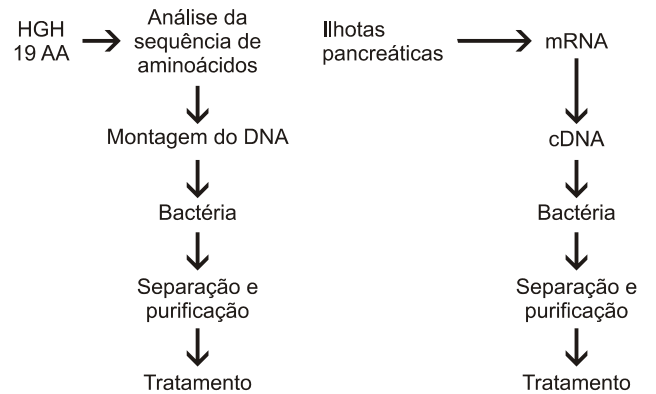 HGH
19 AA
Análise da
sequência de
aminoácidos
Montagem do DNA
Bactéria
Separação e
purificação
Tratamento
Ilhotas
pancreáticas
mRNA
cDNA
Bactéria
Separação e
purificação
Tratamento